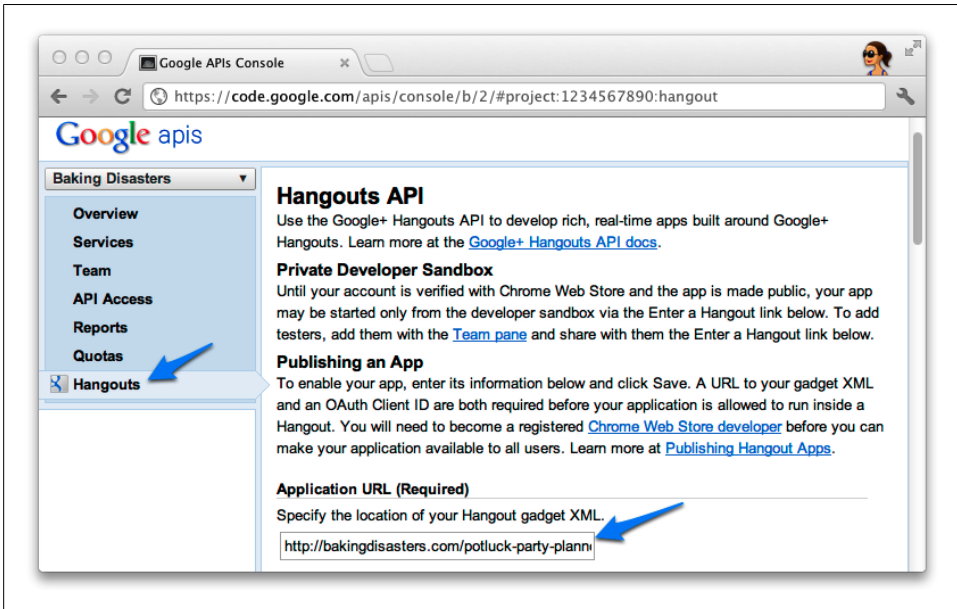 Google APIs Console
https://code.google.com/apis/console/b/2/#project:1234567890:hangout
Google apis
Baking Disasters
Overview
Services
Team
API Access
Reports
Quotas
Hangouts
Hangouts API
Use the Google+ Hangouts API to develop rich, real-time apps built around Google+
Hangouts. Learn more at the Google+ Hangouts API docs.
Private Developer Sandbox
Until your account is verified with Chrome Web Store and the app is made public, your app
may be started only from the developer sandbox via the Enter a Hangout link below. To add
testers, add them with the Team pane and share with them the Enter a Hangout link below.
Publishing an App
To enable your app, enter its information below and click Save. A URL to your gadget XML
and an OAuth Client ID are both required before your application is allowed to run inside a
Hangout. You will need to become a registered Chrome Web Store developer before you can
make your application available to all users. Learn more at Publishing Hangout Apps.
Application URL (Required)
Specify the location of your Hangout gadget XML.
http://bakingdisasters.com/potluck-party-plann